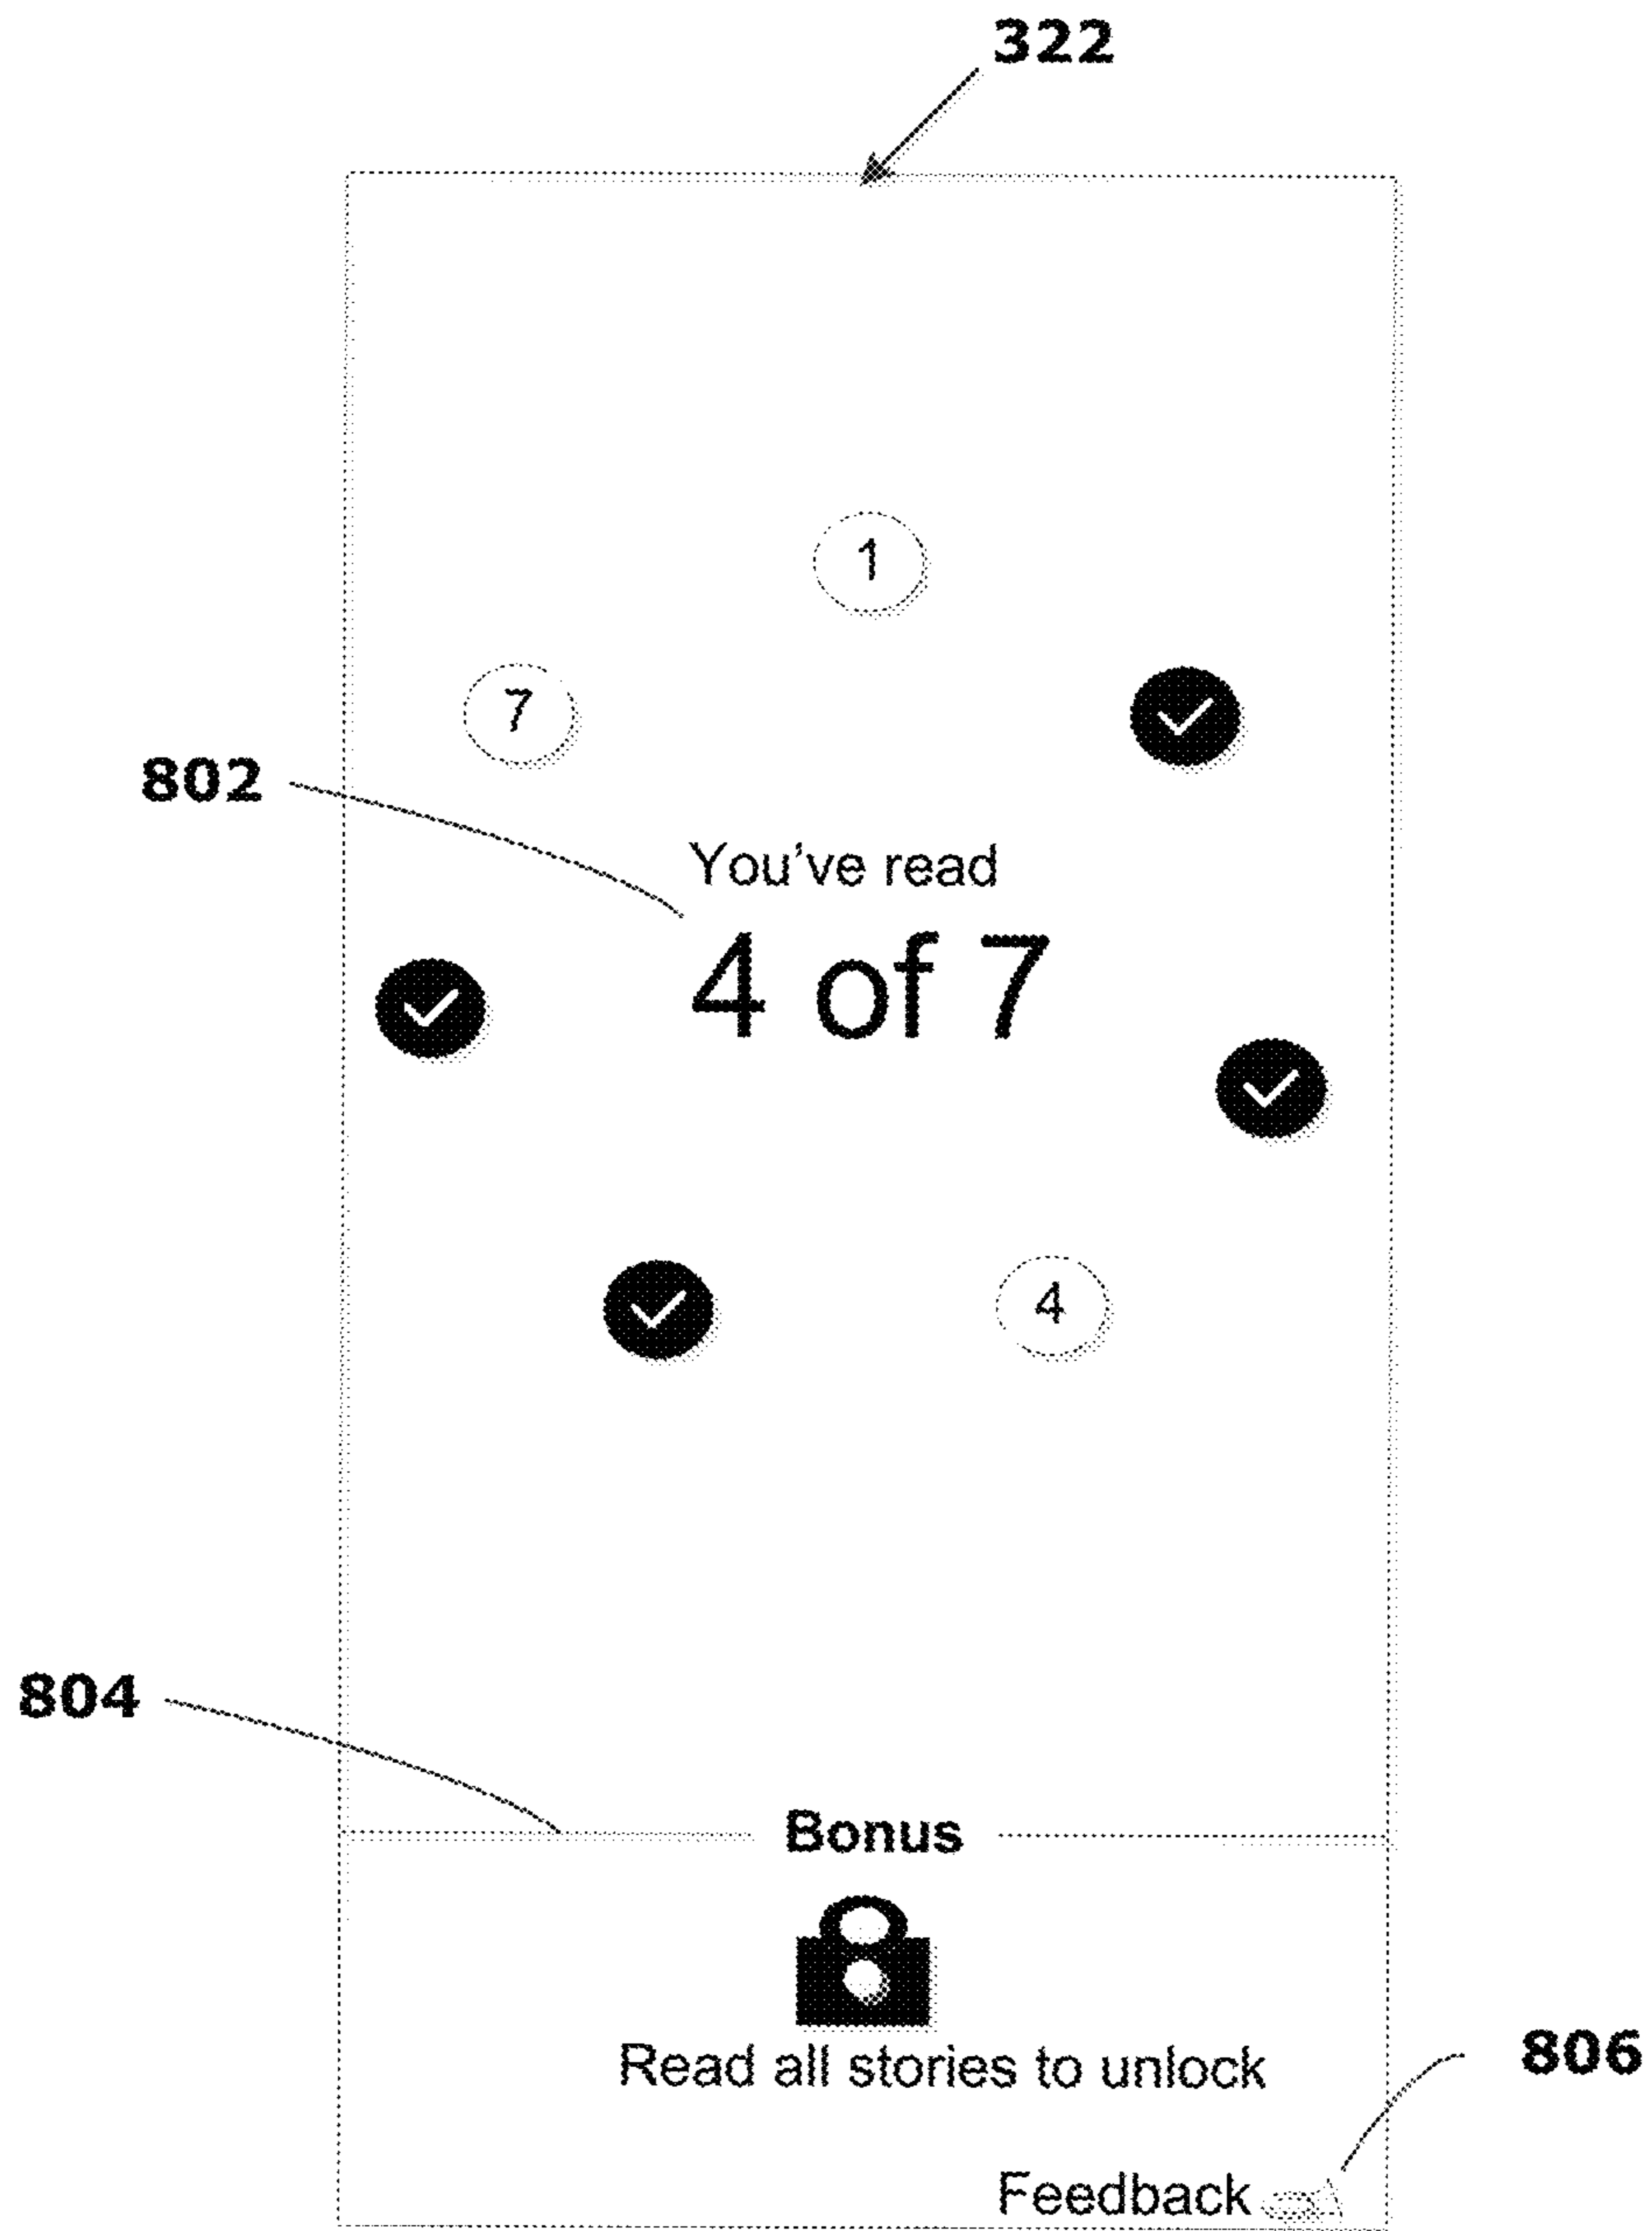 322
1
7
802
You've read
4 of 7
4
804
Bonus
Read all stories to unlock
806
Feedback